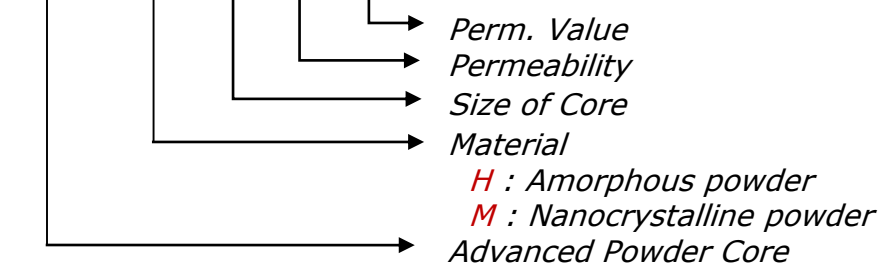 Perm. Value
Permeability
Size of Core
Material
H : Amorphous powder
M : Nanocrystalline powder
Advanced Powder Core